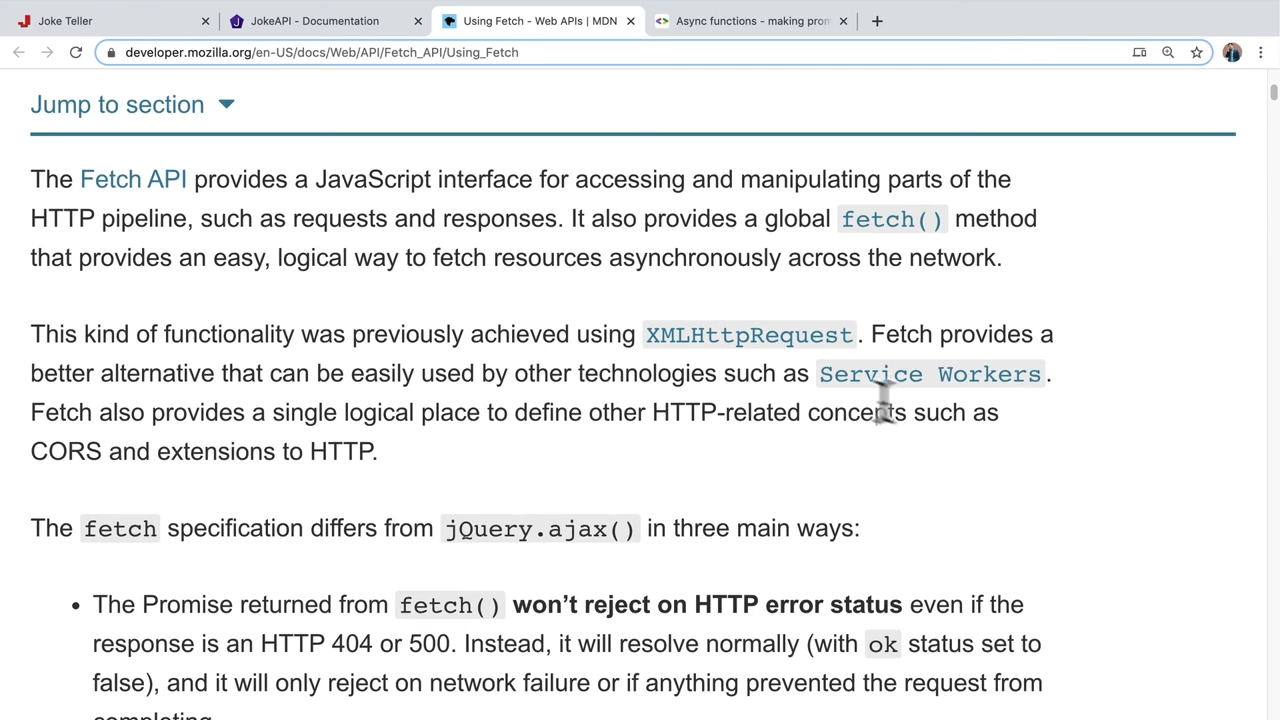 Joke Teller
JokeAPI - Documentation
Using Fetch - Web APIs | MDN
Async functions - making prom
developer.mozilla.org/en-US/docs/Web/API/Fetch_API/Using_Fetch
Jump to section
The Fetch API provides a JavaScript interface for accessing and manipulating parts of the
HTTP pipeline, such as requests and responses. It also provides a global fetch() method
that provides an easy, logical way to fetch resources asynchronously across the network.
This kind of functionality was previously achieved using XMLHttpRequest. Fetch provides a
better alternative that can be easily used by other technologies such as Service Workers.
Fetch also provides a single logical place to define other HTTP-related concepts such as
CORS and extensions to HTTP.
The fetch specification differs from jQuery.ajax() in three main ways:
• The Promise returned from fetch() won’t reject on HTTP error status even if the
response is an HTTP 404 or 500. Instead, it will resolve normally (with ok status set to
false), and it will only reject on network failure or if anything prevented the request from
completing.